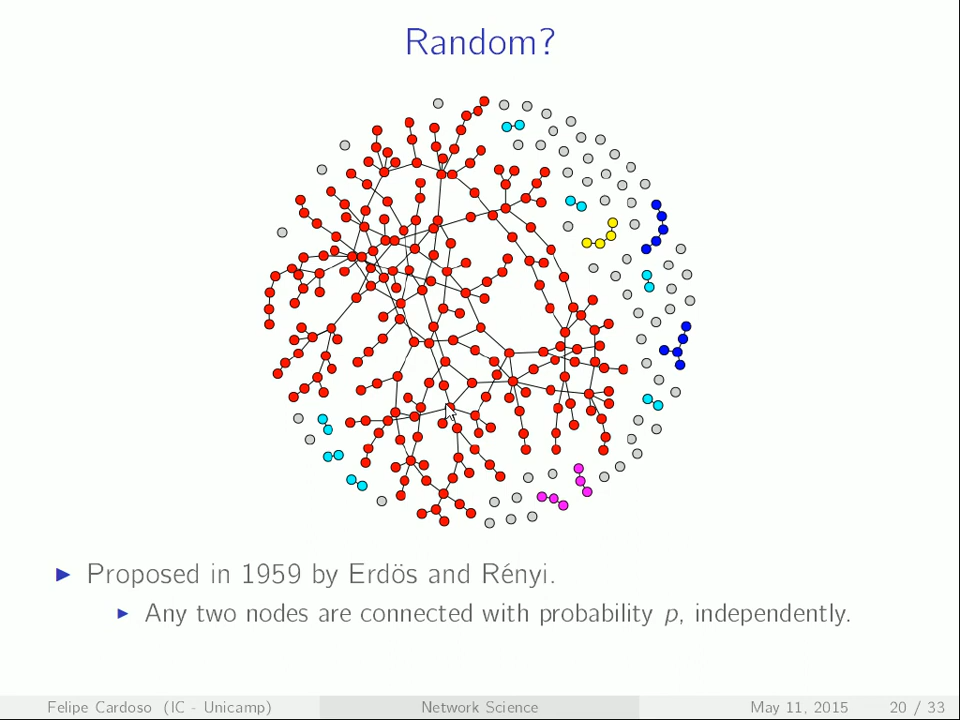 Random?
Proposed in 1959 by Erdös and Rényi.
Any two nodes are connected with probability p, independently.
Felipe Cardoso (IC - Unicamp) Network Science May 11, 2015 20 / 33